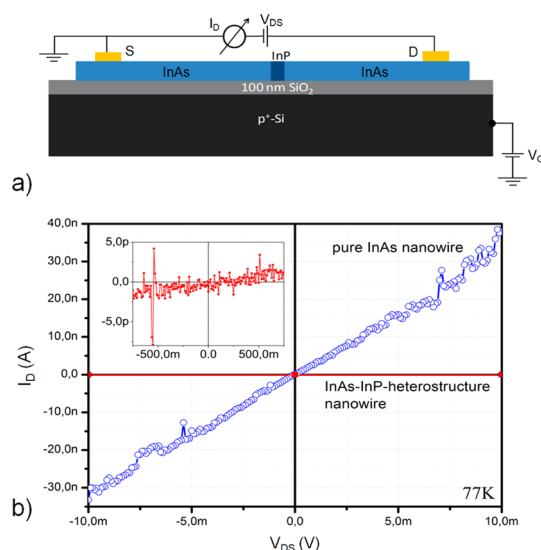 a)
I_D
V_DS
S
InP
D
InAs
InAs
100 nm SiO₂
p⁺-Si
V_G
b)
40,0n
30,0n
20,0n
10,0n
0,0
-10,0n
-20,0n
-30,0n
I_D (A)
5,0p
0,0
-5,0p
-500,0m
0,0
500,0m
pure InAs nanowire
InAs-InP-heterostructure
nanowire
77K
-10,0m
-5,0m
0,0
5,0m
10,0m
V_DS (V)